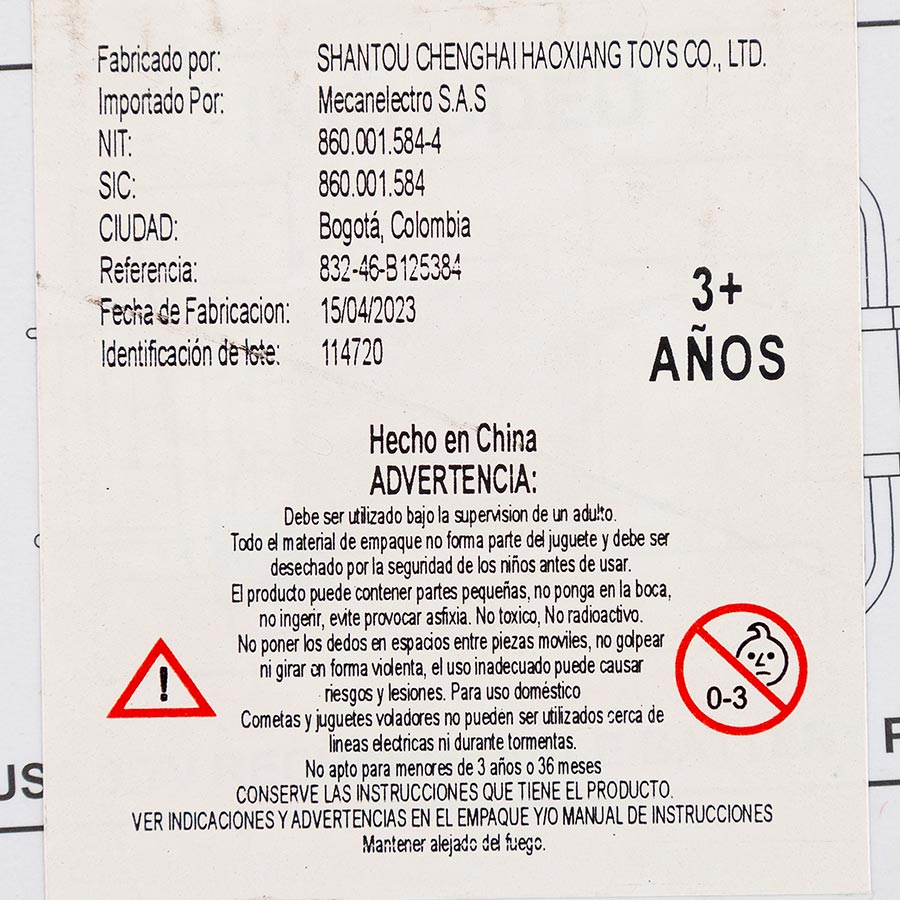 Fabricado por: SHANTOU CHENGHAI HAOXIANG TOYS CO., LTD.
Importado Por: Mecanelectro S.A.S
NIT: 860.001.584-4
SIC: 860.001.584
CIUDAD: Bogotá, Colombia
Referencia: 832-46-B125384
Fecha de Fabricacion: 15/04/2023
Identificación de lote: 114720
3+
AÑOS
Hecho en China
ADVERTENCIA:
Debe ser utilizado bajo la supervision de un adulto.
Todo el material de empaque no forma parte del juguete y debe ser
desechado por la seguridad de los niños antes de usar.
El producto puede contener partes pequeñas, no ponga en la boca,
no ingerir, evite provocar asfixia. No toxico, No radioactivo.
No poner los dedos en espacios entre piezas moviles, no golpear
ni girar en forma violenta, el uso inadecuado puede causar
riesgos y lesiones. Para uso doméstico
Cometas y juguetes voladores no pueden ser utilizados cerca de
lineas electricas ni durante tormentas.
No apto para menores de 3 años o 36 meses
CONSERVE LAS INSTRUCCIONES QUE TIENE EL PRODUCTO.
VER INDICACIONES Y ADVERTENCIAS EN EL EMPAQUE Y/O MANUAL DE INSTRUCCIONES
Mantener alejado del fuego.
!
0-3
US